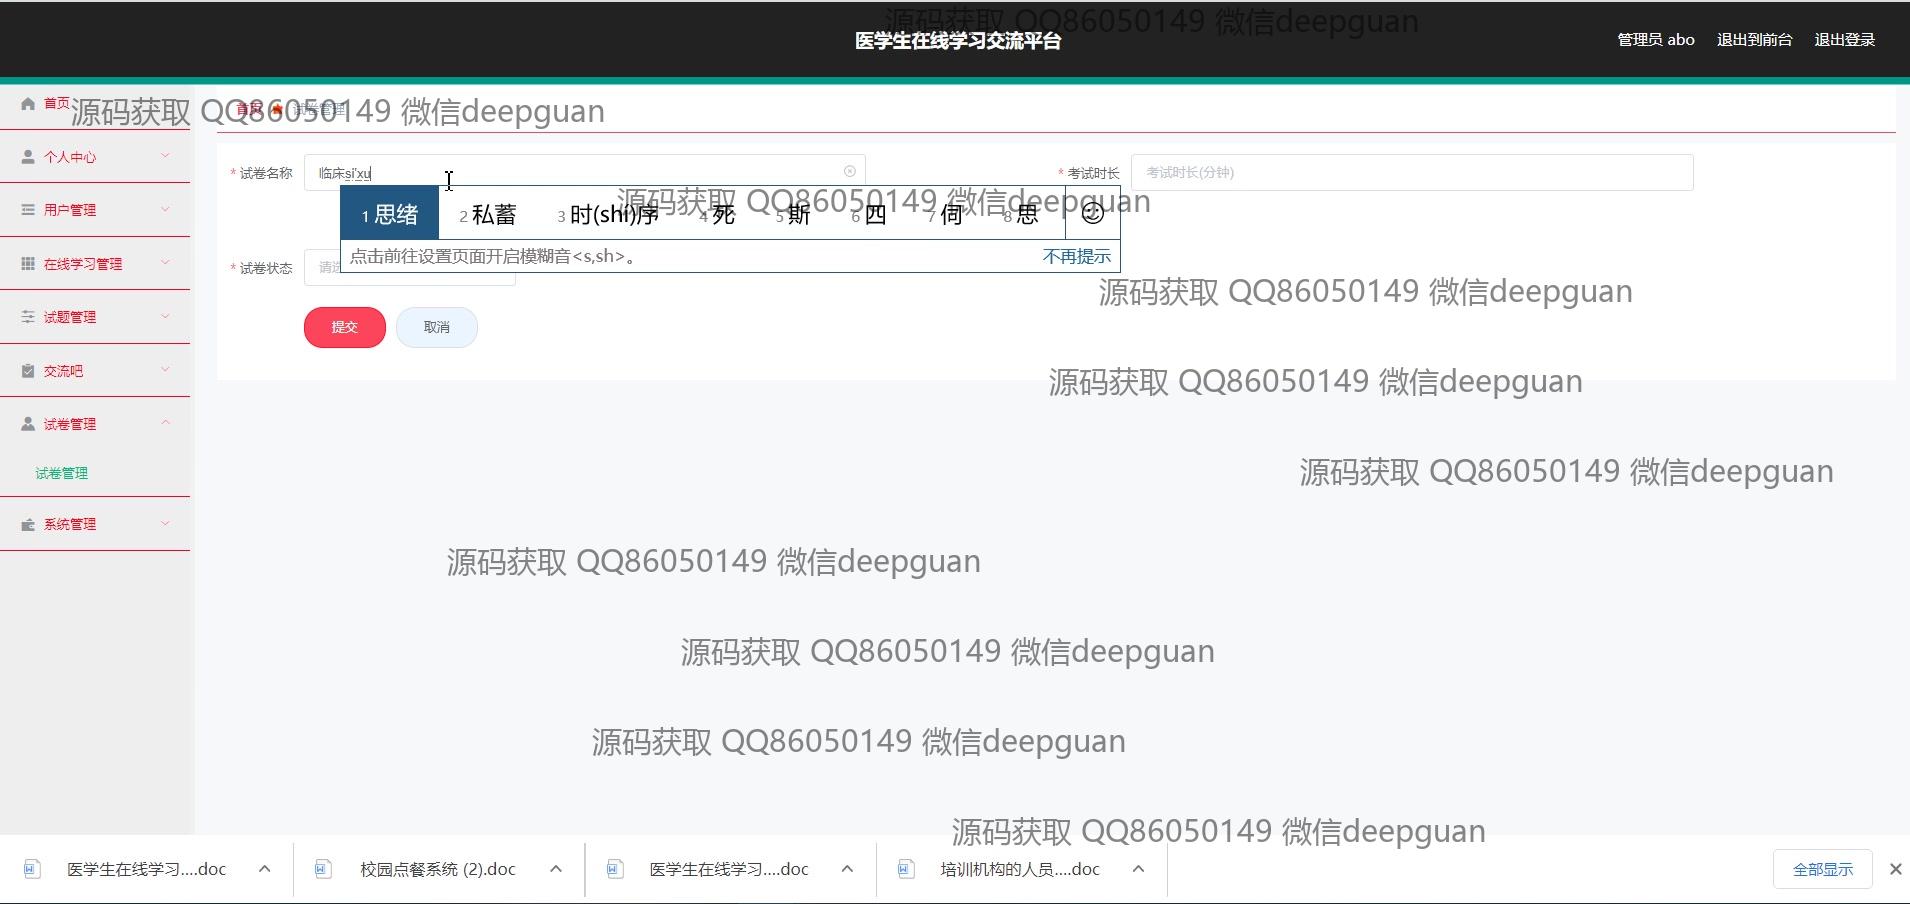 源码获取 QQ86050149 微信deepguan
医学生在线学习交流平台
管理员 abo 退出到前台 退出登录
首页
源码获取 QQ86050149 微信deepguan
首页 试卷管理
个人中心
用户管理
在线学习管理
试题管理
交流吧
试卷管理
试卷管理
系统管理
* 试卷名称 临床si'xu
* 考试时长 考试时长(分钟)
源码获取 QQ86050149 微信deepguan
1 思绪 2 私蓄 3 时(shí)序 4 死 5 斯 6 四 7 伺 8 思
点击前往设置页面开启模糊音<s,sh>。 不再提示
* 试卷状态 请选
源码获取 QQ86050149 微信deepguan
提交 取消
源码获取 QQ86050149 微信deepguan
源码获取 QQ86050149 微信deepguan
源码获取 QQ86050149 微信deepguan
源码获取 QQ86050149 微信deepguan
源码获取 QQ86050149 微信deepguan
源码获取 QQ86050149 微信deepguan
医学生在线学习....doc 校园点餐系统 (2).doc 医学生在线学习....doc 培训机构的人员....doc 全部显示